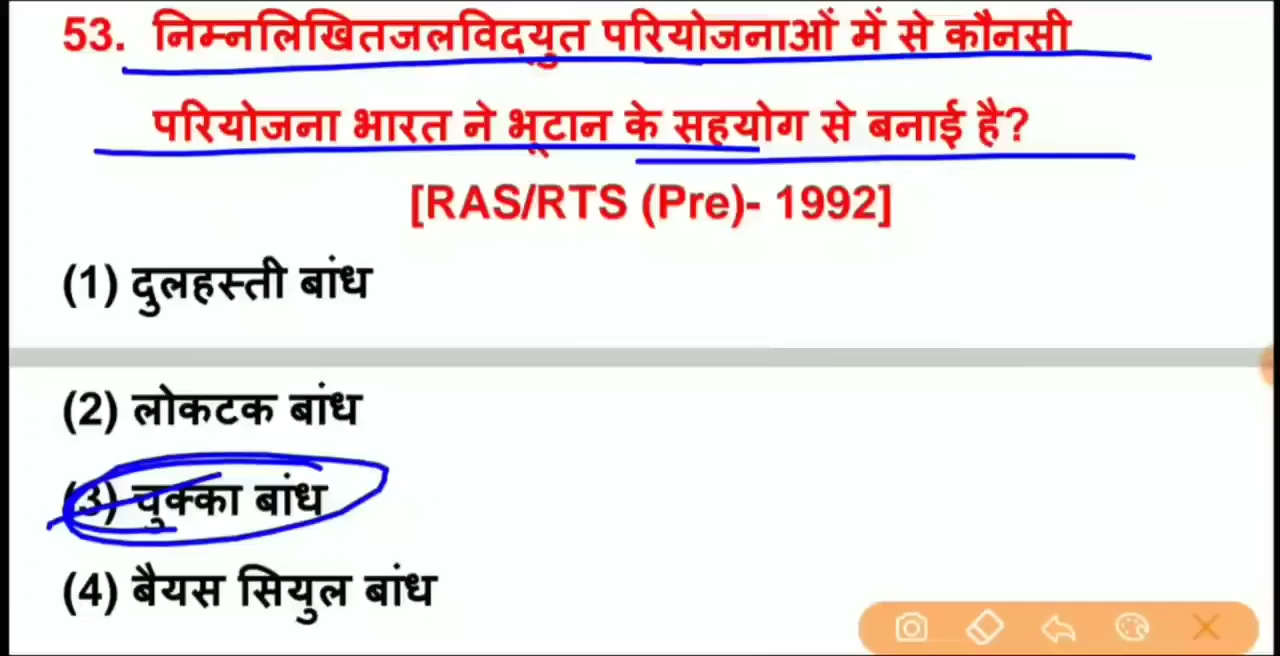 53. निम्नलिखितजलविदयुत परियोजनाओं में से कौनसी
परियोजना भारत ने भूटान के सहयोग से बनाई है?
[RAS/RTS (Pre)- 1992]
(1) दुलहस्ती बांध
(2) लोकटक बांध
(3) चुक्का बांध
(4) बैयस सियुल बांध